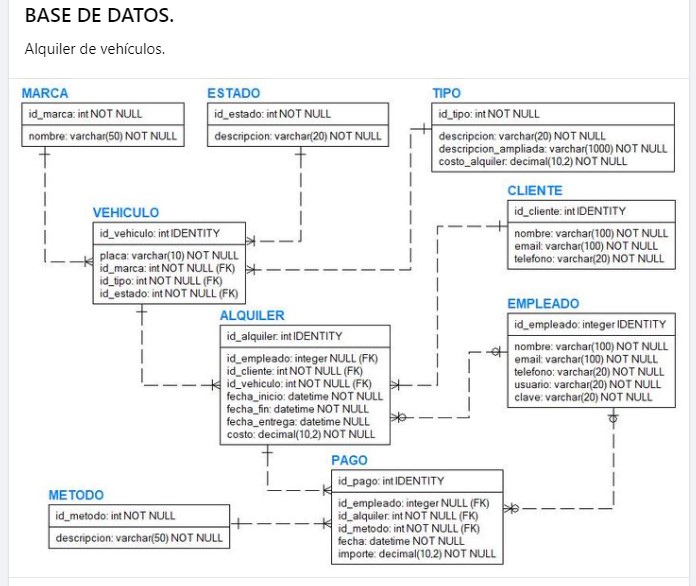 BASE DE DATOS.
Alquiler de vehículos.
MARCA
id_marca: int NOT NULL
nombre: varchar(50) NOT NULL
ESTADO
id_estado: int NOT NULL
descripcion: varchar(20) NOT NULL
TIPO
id_tipo: int NOT NULL
descripcion: varchar(20) NOT NULL
descripcion_ampliada: varchar(1000) NOT NULL
costo_alquiler: decimal(10,2) NOT NULL
CLIENTE
id_cliente: int IDENTITY
nombre: varchar(100) NOT NULL
email: varchar(100) NOT NULL
telefono: varchar(20) NOT NULL
VEHICULO
id_vehiculo: int IDENTITY
placa: varchar(10) NOT NULL
id_marca: int NOT NULL (FK)
id_tipo: int NOT NULL (FK)
id_estado: int NOT NULL (FK)
EMPLEADO
id_empleado: integer IDENTITY
nombre: varchar(100) NOT NULL
email: varchar(100) NOT NULL
telefono: varchar(20) NOT NULL
usuario: varchar(20) NOT NULL
clave: varchar(20) NOT NULL
ALQUILER
id_alquiler: int IDENTITY
id_empleado: integer NULL (FK)
id_cliente: int NOT NULL (FK)
id_vehiculo: int NOT NULL (FK)
fecha_inicio: datetime NOT NULL
fecha_fin: datetime NOT NULL
fecha_entrega: datetime NULL
costo: decimal(10,2) NOT NULL
PAGO
id_pago: int IDENTITY
id_empleado: integer NULL (FK)
id_alquiler: int NOT NULL (FK)
id_metodo: int NOT NULL (FK)
fecha: datetime NOT NULL
importe: decimal(10,2) NOT NULL
METODO
id_metodo: int NOT NULL
descripcion: varchar(50) NOT NULL